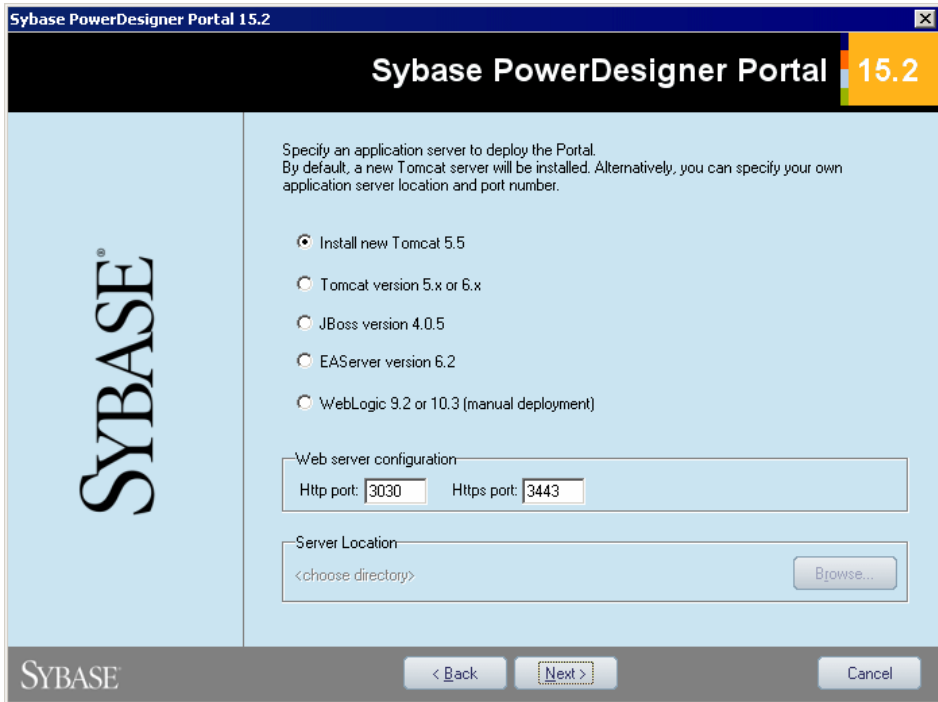 Sybase PowerDesigner Portal 15.2
Sybase PowerDesigner Portal 15.2
Specify an application server to deploy the Portal.
By default, a new Tomcat server will be installed. Alternatively, you can specify your own
application server location and port number.
Install new Tomcat 5.5
Tomcat version 5.x or 6.x
JBoss version 4.0.5
EAServer version 6.2
WebLogic 9.2 or 10.3 (manual deployment)
SYBASE®
Web server configuration
Http port: 3030 Https port: 3443
Server Location
<choose directory> Browse...
SYBASE < Back Next > Cancel